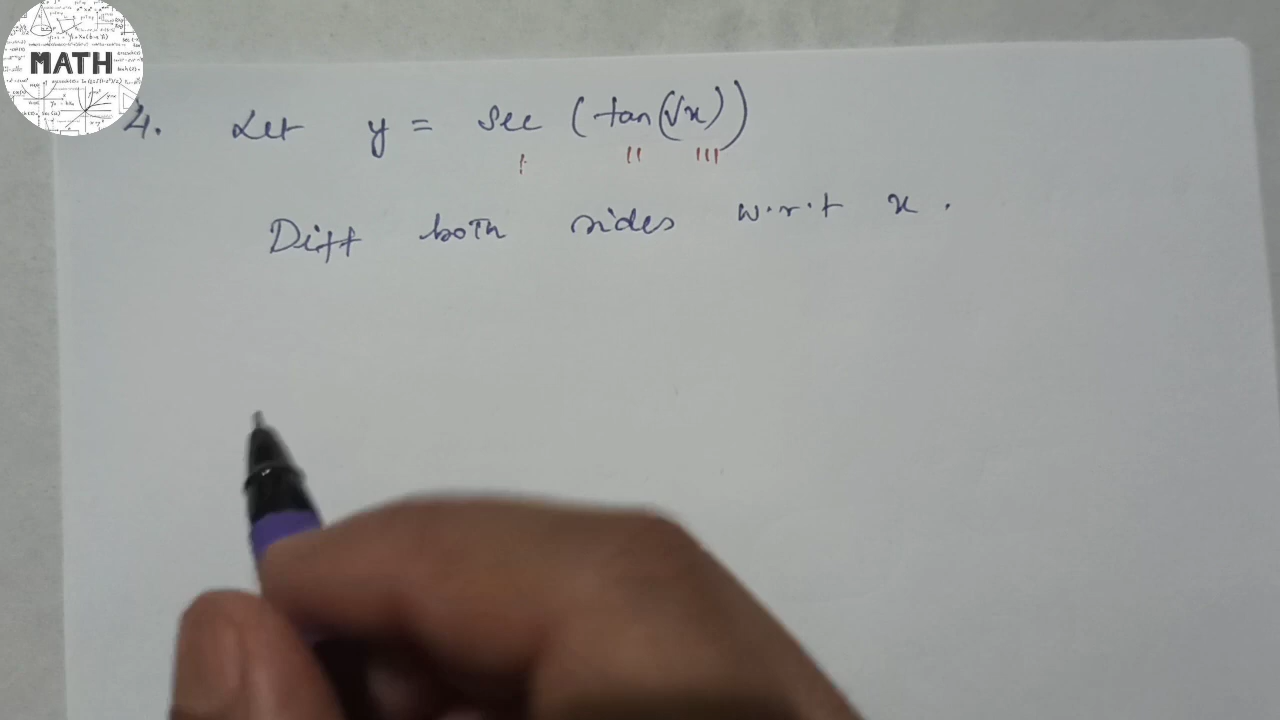 MATH
4. Let y = sec (tan(√x))
I II III
Diff both sides w.r.t x.